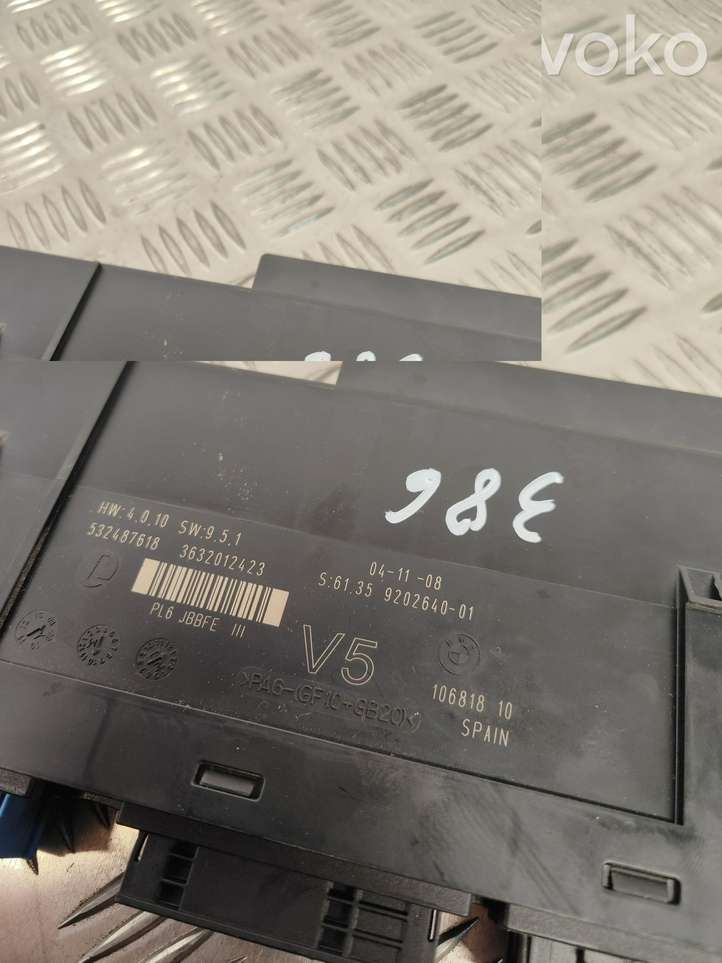 voko
386
HW:4,0,10 SW:9.5,1
532487618 3632012423
04-11-08
S:61.35 9202640-01
PL6 JBBFE III
V5
>PA6-(GF10+GB20)<
106818 10
SPAIN